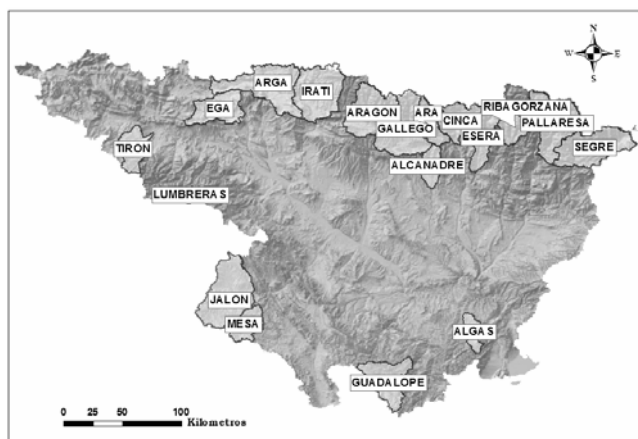 N
W E
S
ARGA
IRATI
EGA
ARAGON
ARA
RIBAGORZANA
GALLEGO
CINCA
PALLARESA
ESERA
TIRON
SEGRE
ALCANADRE
LUMBRERAS
JALON
MESA
ALGAS
GUADALOPE
0 25 50 100
Kilometros